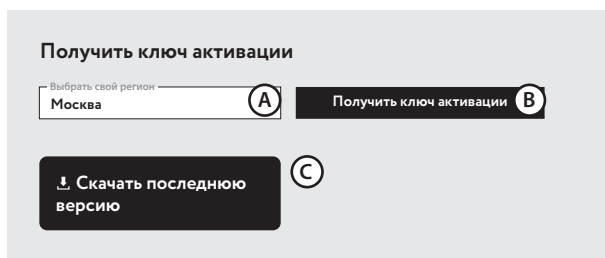 Получить ключ активации
Выбрать свой регион
Москва A
Получить ключ активации B
C
Скачать последнюю
версию